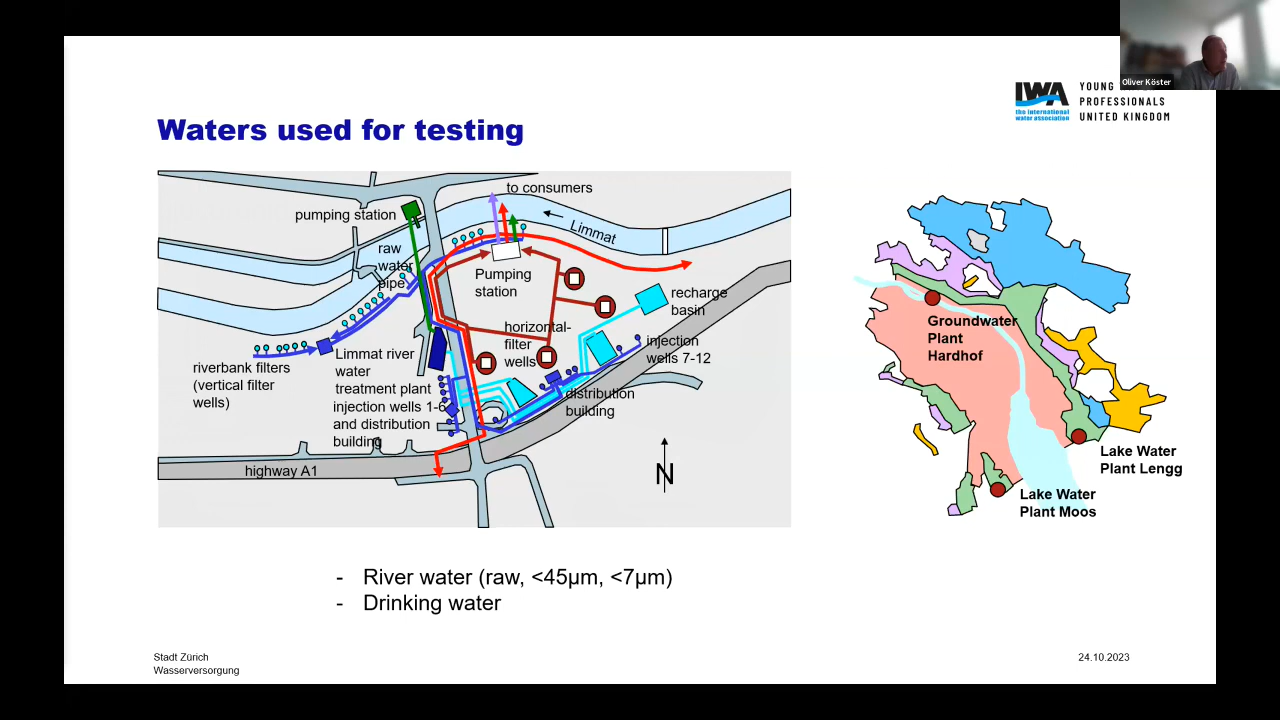 Oliver Köster
IWA
the international
water association
YOUNG
PROFESSIONALS
UNITED KINGDOM
Waters used for testing
to consumers
pumping station
Limmat
raw
water
pipe
Pumping
station
recharge
basin
horizontal-
filter
wells
injection
wells 7-12
riverbank filters
(vertical filter
wells)
Limmat river
water
treatment plant
injection wells 1-6
and distribution
building
distribution
building
highway A1
N
Groundwater
Plant
Hardhof
Lake Water
Plant Lengg
Lake Water
Plant Moos
- River water (raw, <45µm, <7µm)
- Drinking water
Stadt Zürich
Wasserversorgung
24.10.2023